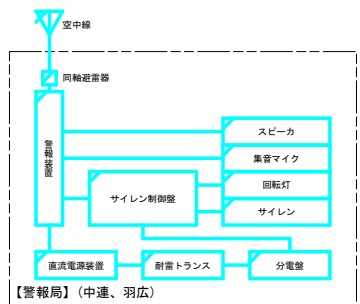 空中線
同軸避雷器
警報装置
スピーカ
集音マイク
回転灯
サイレン制御盤
サイレン
直流電源装置
耐雷トランス
分電盤
【警報局】(中連、羽広)